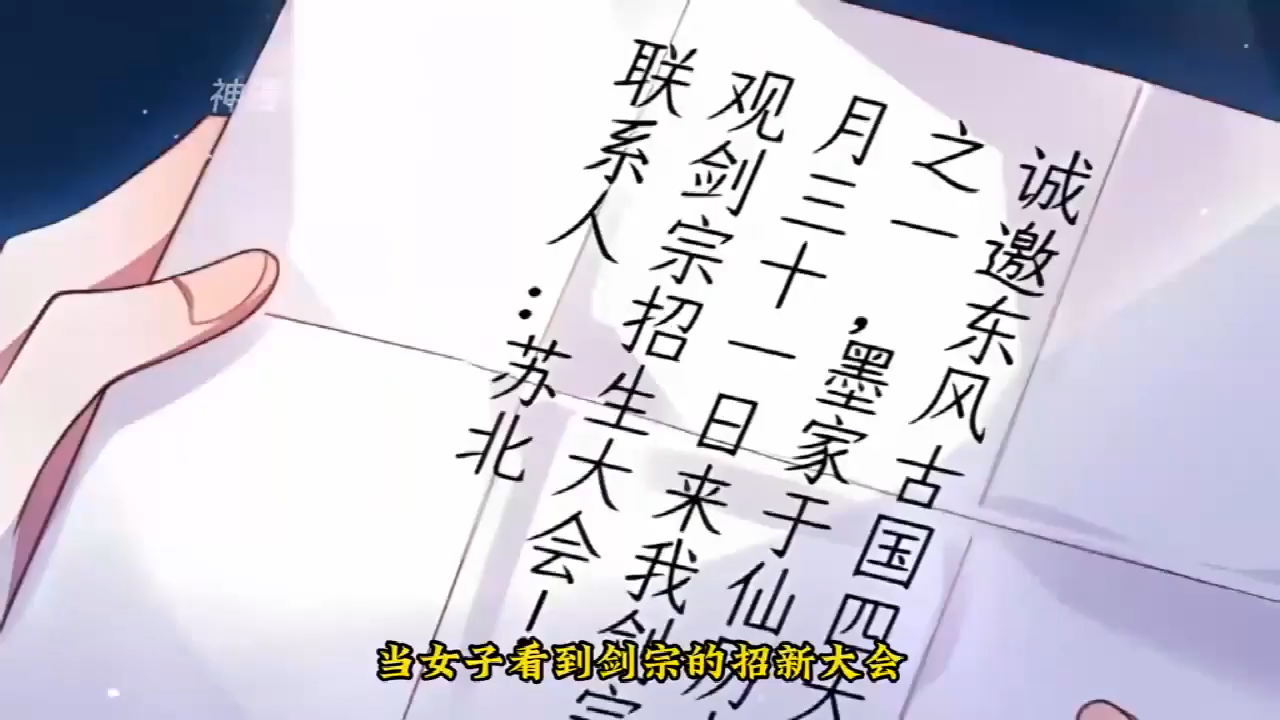 诚邀东风古国四大
之一，墨家于仙历
月三十一日来我剑宗
观剑宗招生大会！
联系人：苏北
当女子看到剑宗的招新大会